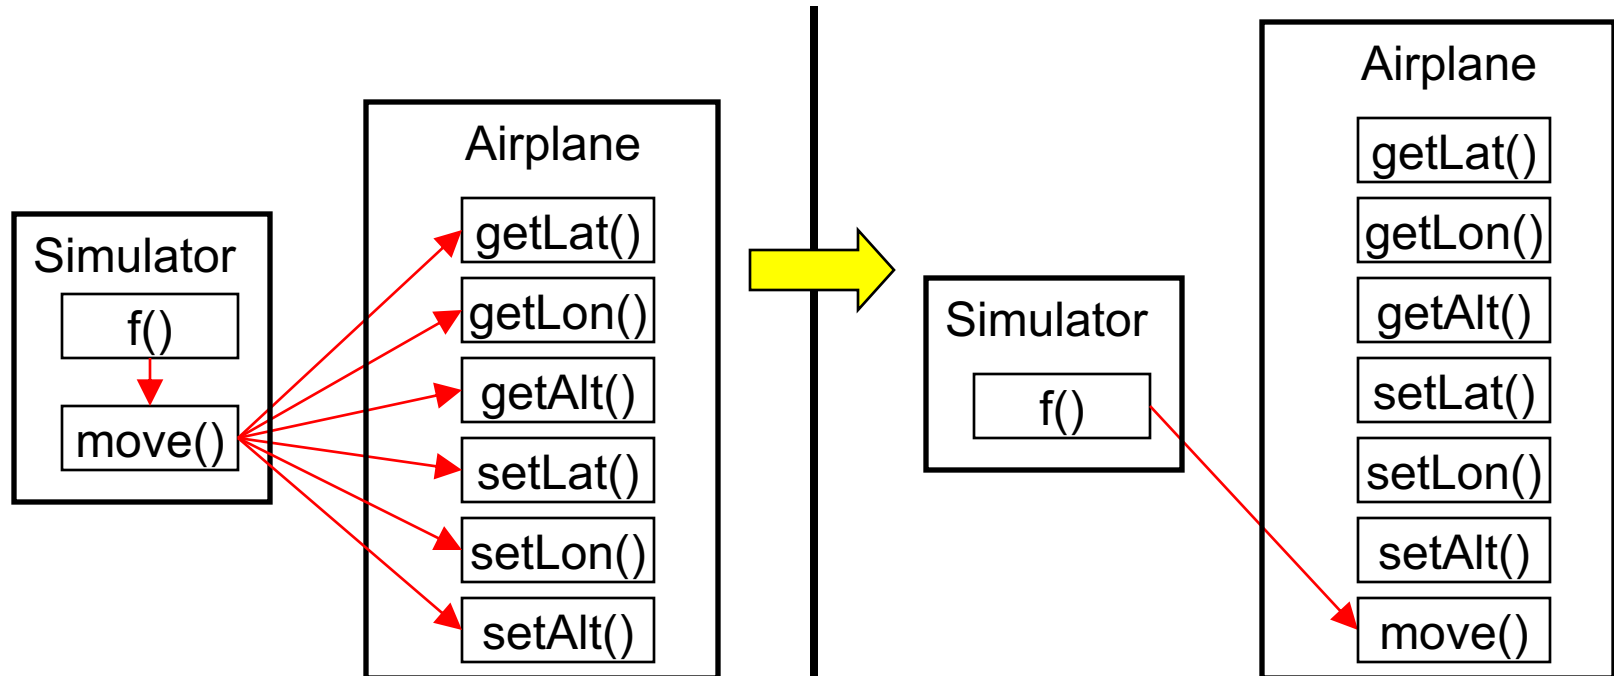 Simulator
f()
move()
Airplane
getLat()
getLon()
getAlt()
setLat()
setLon()
setAlt()
Simulator
f()
Airplane
getLat()
getLon()
getAlt()
setLat()
setLon()
setAlt()
move()